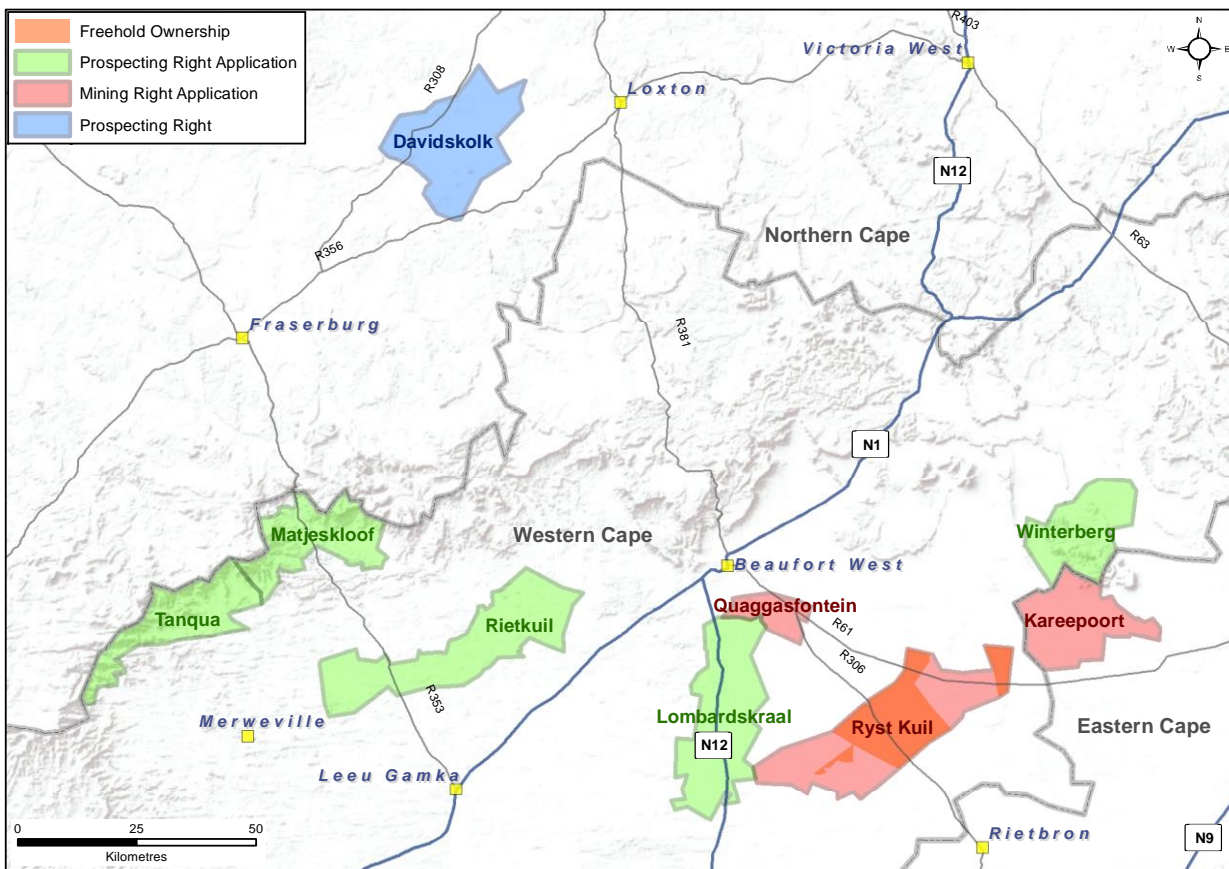 Freehold Ownership
Prospecting Right Application
Mining Right Application
Prospecting Right
R403
N
W
E
S
Victoria West
R308
Loxton
Davidskolk
N12
Northern Cape
R63
R356
Fraserburg
R381
N1
Matjeskloof
Western Cape
Winterberg
Beaufort West
Tanqua
Rietkuil
Quaggasfontein
Kareepoort
R61
R306
R353
Merweville
Lombardskraal
Ryst Kuil
Eastern Cape
N12
Leeu Gamka
0 25 50
Kilometres
Rietbron
N9